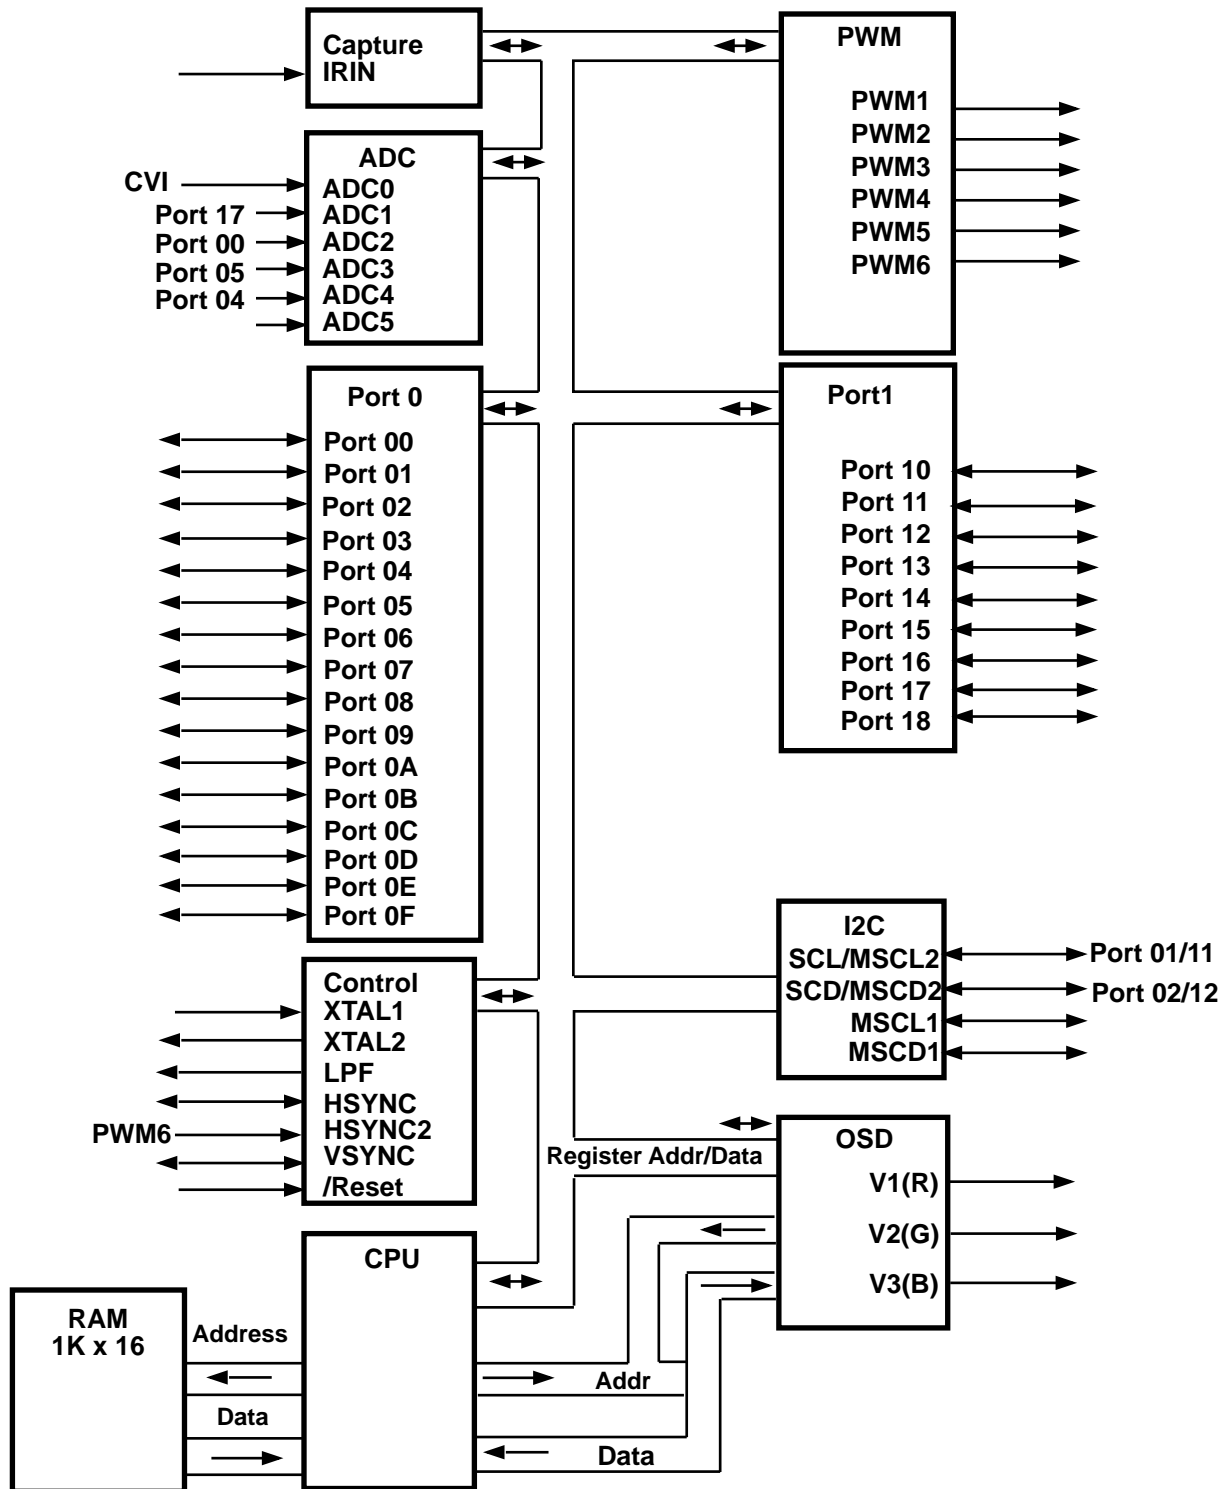 Capture
IRIN
PWM
PWM1
PWM2
PWM3
PWM4
PWM5
PWM6
ADC
CVI
ADC0
Port 17
ADC1
Port 00
ADC2
Port 05
ADC3
Port 04
ADC4
ADC5
Port 0
Port 00
Port 01
Port 02
Port 03
Port 04
Port 05
Port 06
Port 07
Port 08
Port 09
Port 0A
Port 0B
Port 0C
Port 0D
Port 0E
Port 0F
Port1
Port 10
Port 11
Port 12
Port 13
Port 14
Port 15
Port 16
Port 17
Port 18
I2C
SCL/MSCL2
Port 01/11
SCD/MSCD2
Port 02/12
MSCL1
MSCD1
Control
XTAL1
XTAL2
LPF
HSYNC
PWM6
HSYNC2
VSYNC
/Reset
Register Addr/Data
OSD
V1(R)
V2(G)
V3(B)
CPU
RAM
1K x 16
Address
Data
Addr
Data